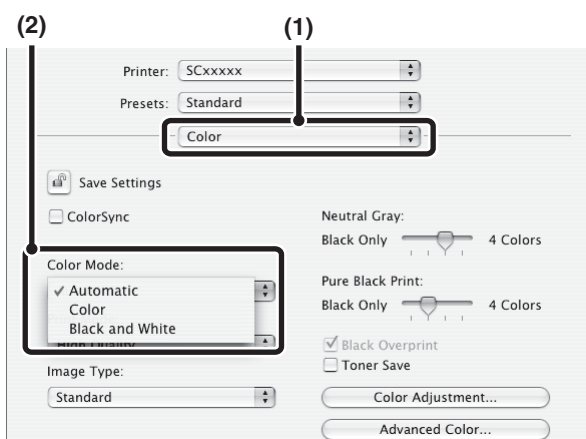 (2) (1)
Printer: SCxxxxx
Presets: Standard
Color
Save Settings
ColorSync
Color Mode:
Automatic
Color
Black and White
High Quality
Image Type:
Standard
Neutral Gray:
Black Only 4 Colors
Pure Black Print:
Black Only 4 Colors
Black Overprint
Toner Save
Color Adjustment...
Advanced Color...